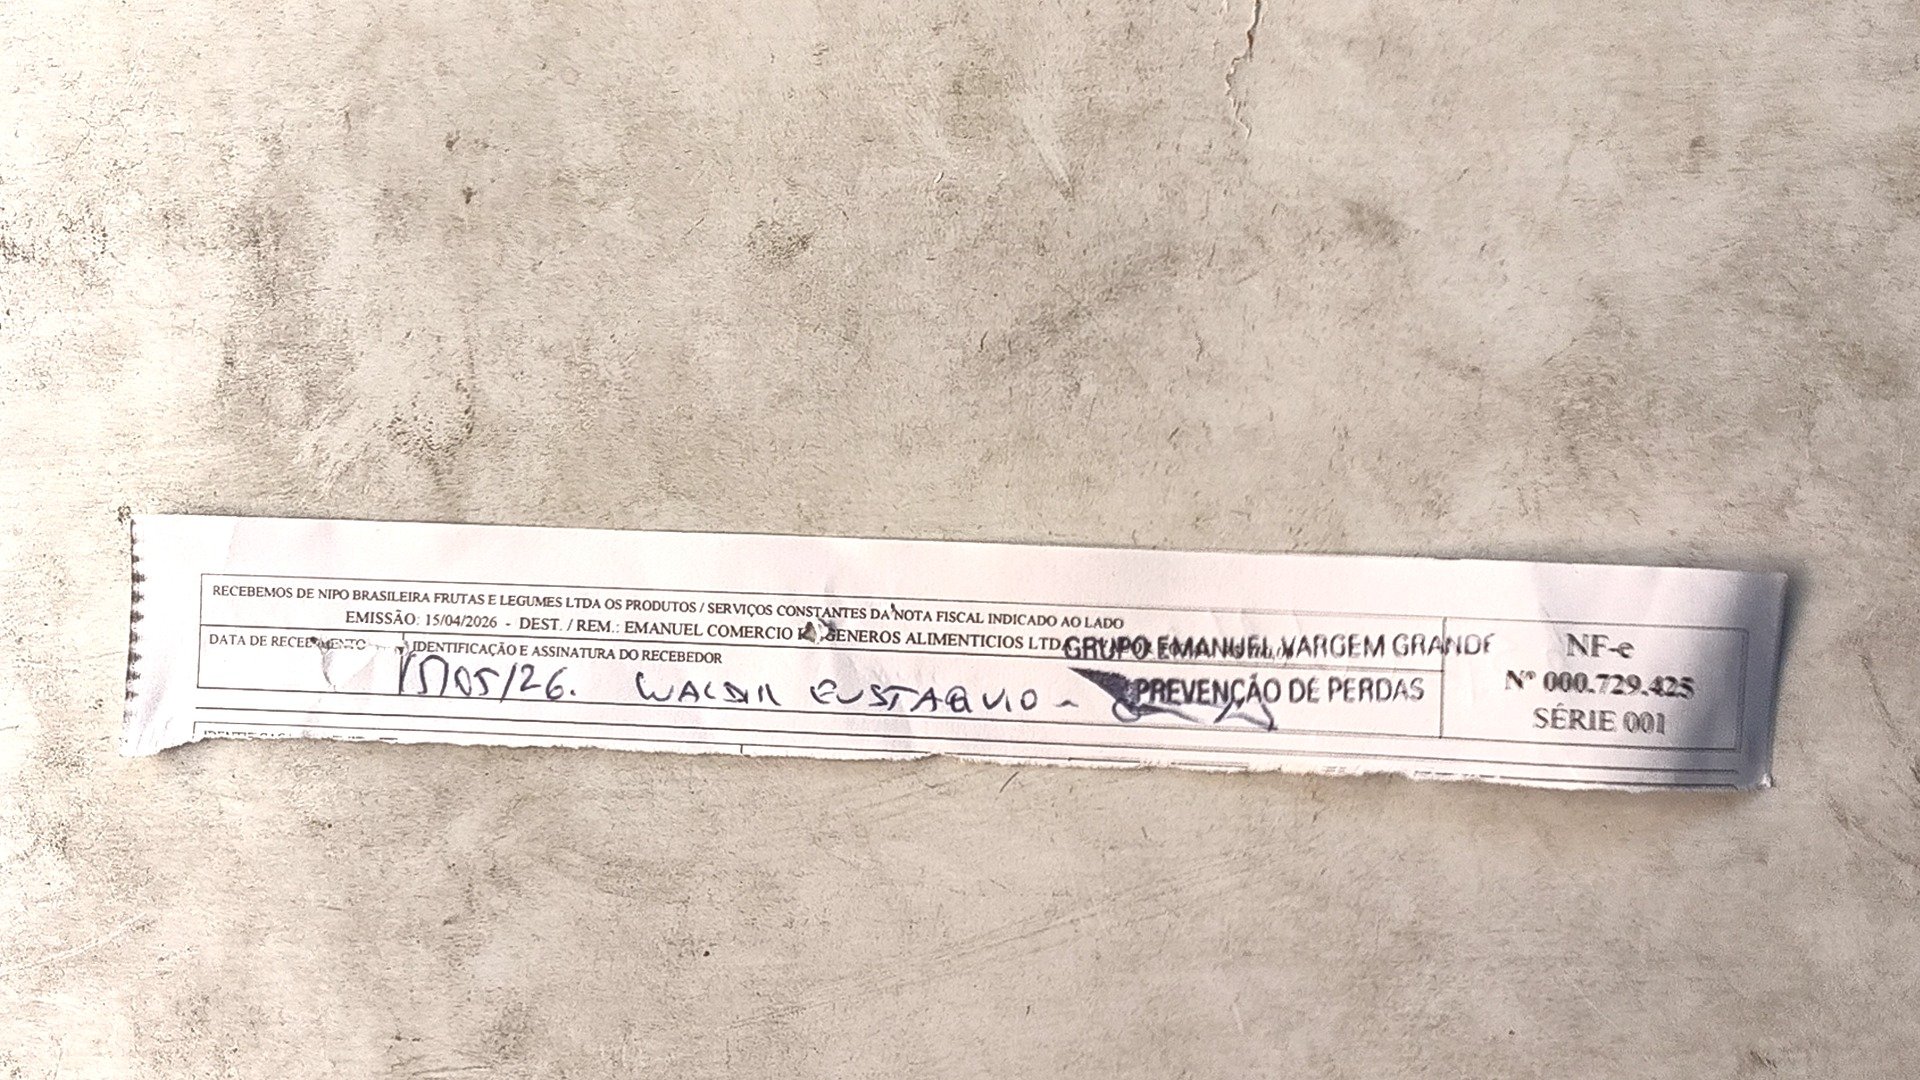 RECEBEMOS DE NIPO BRASILEIRA FRUTAS E LEGUMES LTDA OS PRODUTOS / SERVIÇOS CONSTANTES DA NOTA FISCAL INDICADO AO LADO
EMISSÃO: 15/04/2026 - DEST. / REM.: EMANUEL COMERCIO GENEROS ALIMENTICIOS LTD
GRUPO EMANUEL VARGEM GRANDE
DATA DE RECEBIMENTO
IDENTIFICAÇÃO E ASSINATURA DO RECEBEDOR
15/05/26. WALDIR EUSTAQUIO -
PREVENÇÃO DE PERDAS
NF-e
Nº 000.729.425
SÉRIE 001